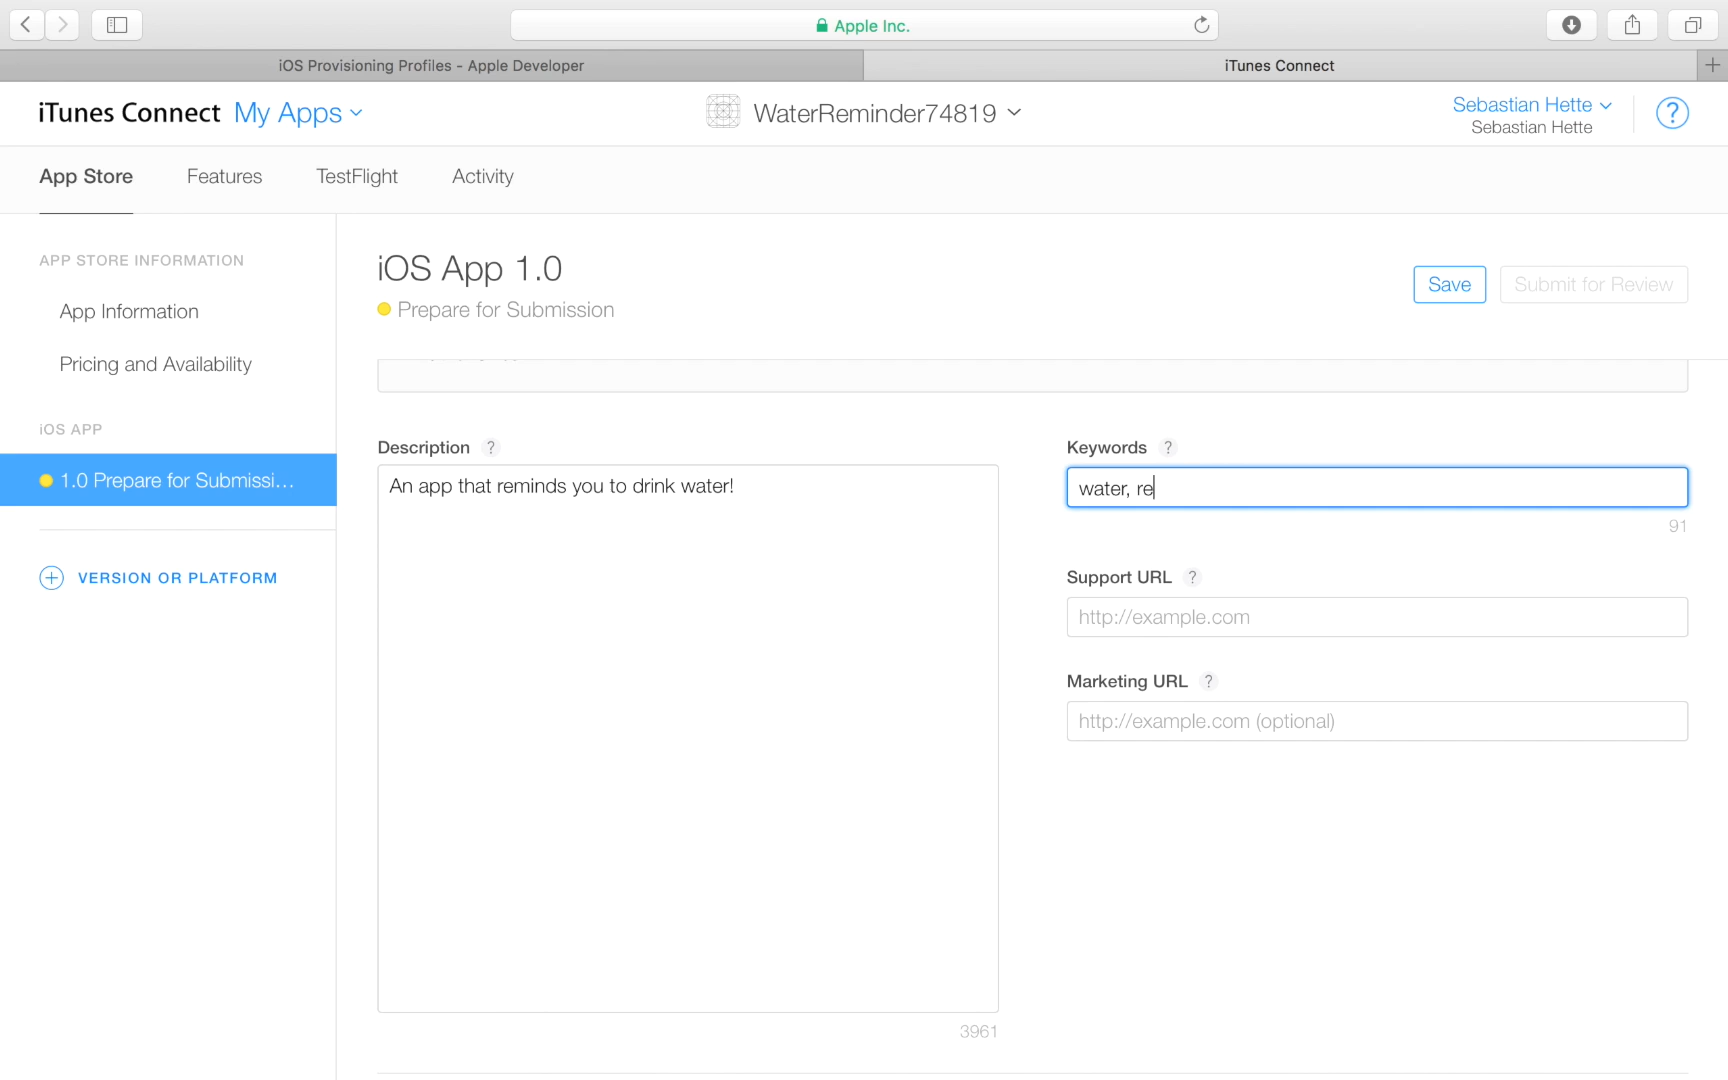 Apple Inc.
iOS Provisioning Profiles - Apple Developer
iTunes Connect
iTunes Connect My Apps
WaterReminder74819
Sebastian Hette
Sebastian Hette
?
App Store
Features
TestFlight
Activity
APP STORE INFORMATION
App Information
Pricing and Availability
iOS APP
1.0 Prepare for Submissi...
VERSION OR PLATFORM
iOS App 1.0
Prepare for Submission
Save
Submit for Review
Description ?
An app that reminds you to drink water!
3961
Keywords ?
water, re
91
Support URL ?
http://example.com
Marketing URL ?
http://example.com (optional)